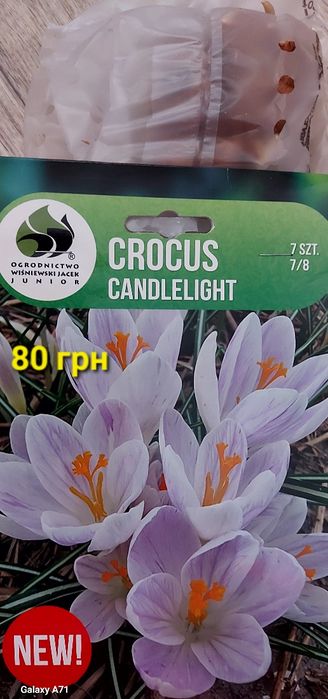 OGRODNICTWO
WIŚNIEWSKI JACEK
JUNIOR
®
CROCUS
CANDLELIGHT
7 SZT.
7/8
80 грн
NEW!
Galaxy A71